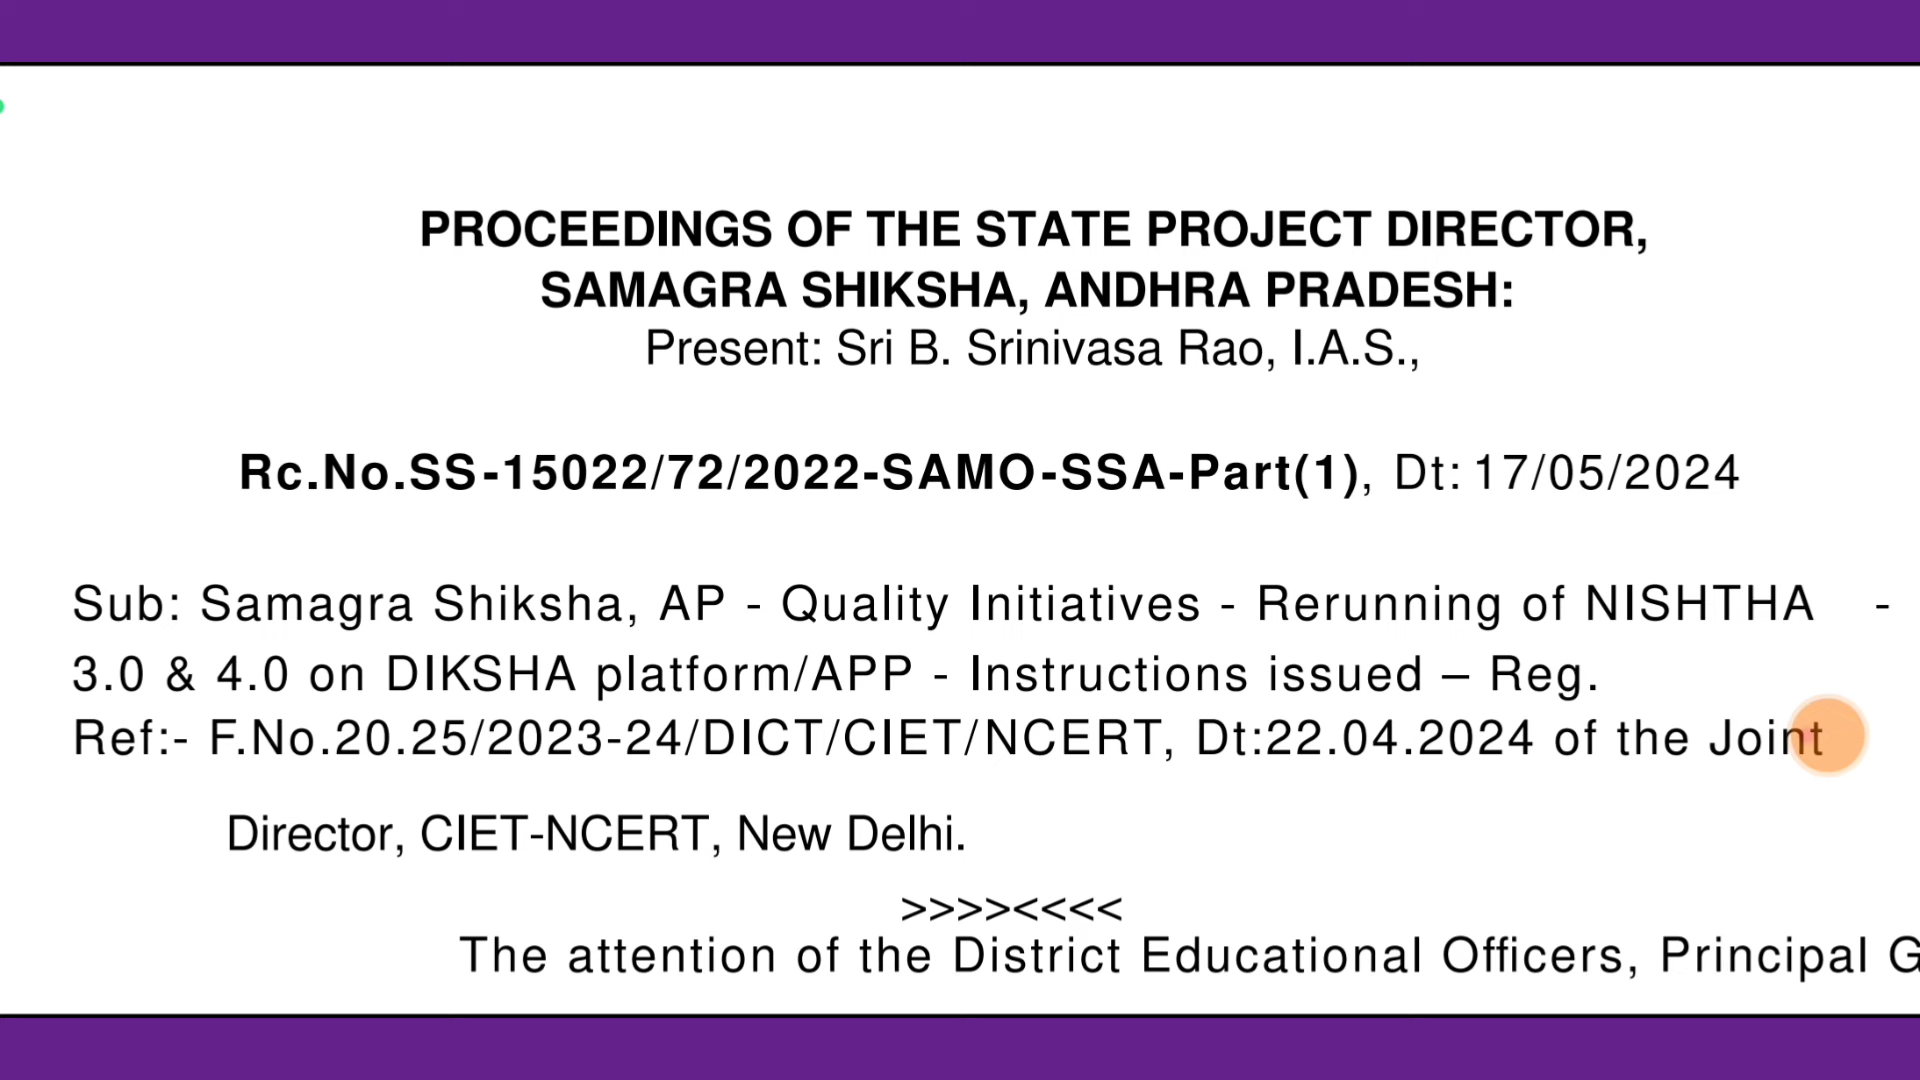 PROCEEDINGS OF THE STATE PROJECT DIRECTOR,
SAMAGRA SHIKSHA, ANDHRA PRADESH:
Present: Sri B. Srinivasa Rao, I.A.S.,
Rc.No.SS-15022/72/2022-SAMO-SSA-Part(1), Dt: 17/05/2024
Sub: Samagra Shiksha, AP - Quality Initiatives - Rerunning of NISHTHA -
3.0 & 4.0 on DIKSHA platform/APP - Instructions issued – Reg.
Ref:- F.No.20.25/2023-24/DICT/CIET/NCERT, Dt:22.04.2024 of the Joint
Director, CIET-NCERT, New Delhi.
>>>><<<<
The attention of the District Educational Officers, Principal G